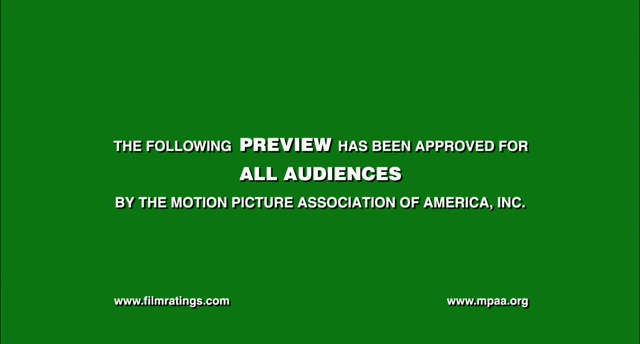 THE FOLLOWING PREVIEW HAS BEEN APPROVED FOR
ALL AUDIENCES
BY THE MOTION PICTURE ASSOCIATION OF AMERICA, INC.
www.filmratings.com www.mpaa.org